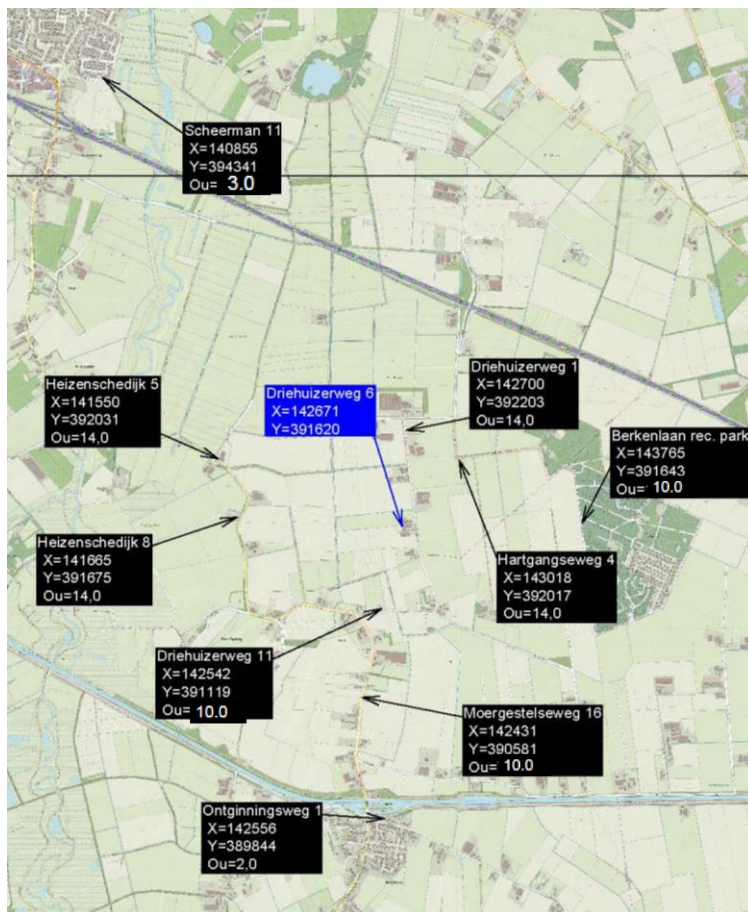 Scheerman 11
X=140855
Y=394341
Ou= 3.0
Heizenschedijk 5
X=141550
Y=392031
Ou=14,0
Driehuizerweg 6
X=142671
Y=391620
Driehuizerweg 1
X=142700
Y=392203
Ou=14,0
Berkenlaan rec. park
X=143765
Y=391643
Ou= 10.0
Heizenschedijk 8
X=141665
Y=391675
Ou=14,0
Hartgangseweg 4
X=143018
Y=392017
Ou=14,0
Driehuizerweg 11
X=142542
Y=391119
Ou= 10.0
Moergestelseweg 16
X=142431
Y=390581
Ou= 10.0
Ontginningsweg 1
X=142556
Y=389844
Ou=2,0